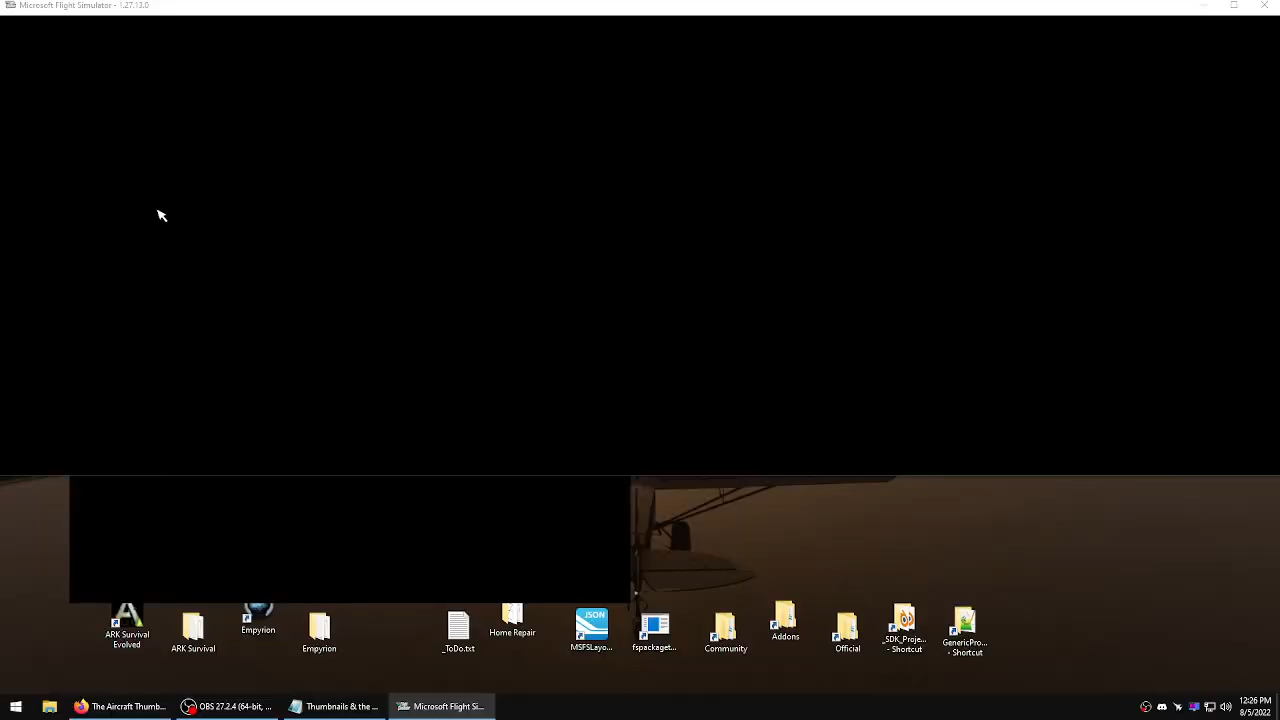 Microsoft Flight Simulator - 1.27.13.0
ARK Survival
Evolved
ARK Survival
Empyrion
Empyrion
_ToDo.txt
Home Repair
JSON
MSFSLayo...
fspackaget...
Community
Addons
Official
_SDK_Proje...
- Shortcut
GenericPro...
- Shortcut
The Aircraft Thumb...
OBS 27.2.4 (64-bit, ...
Thumbnails & the ...
Microsoft Flight Si...
12:26 PM
8/5/2022